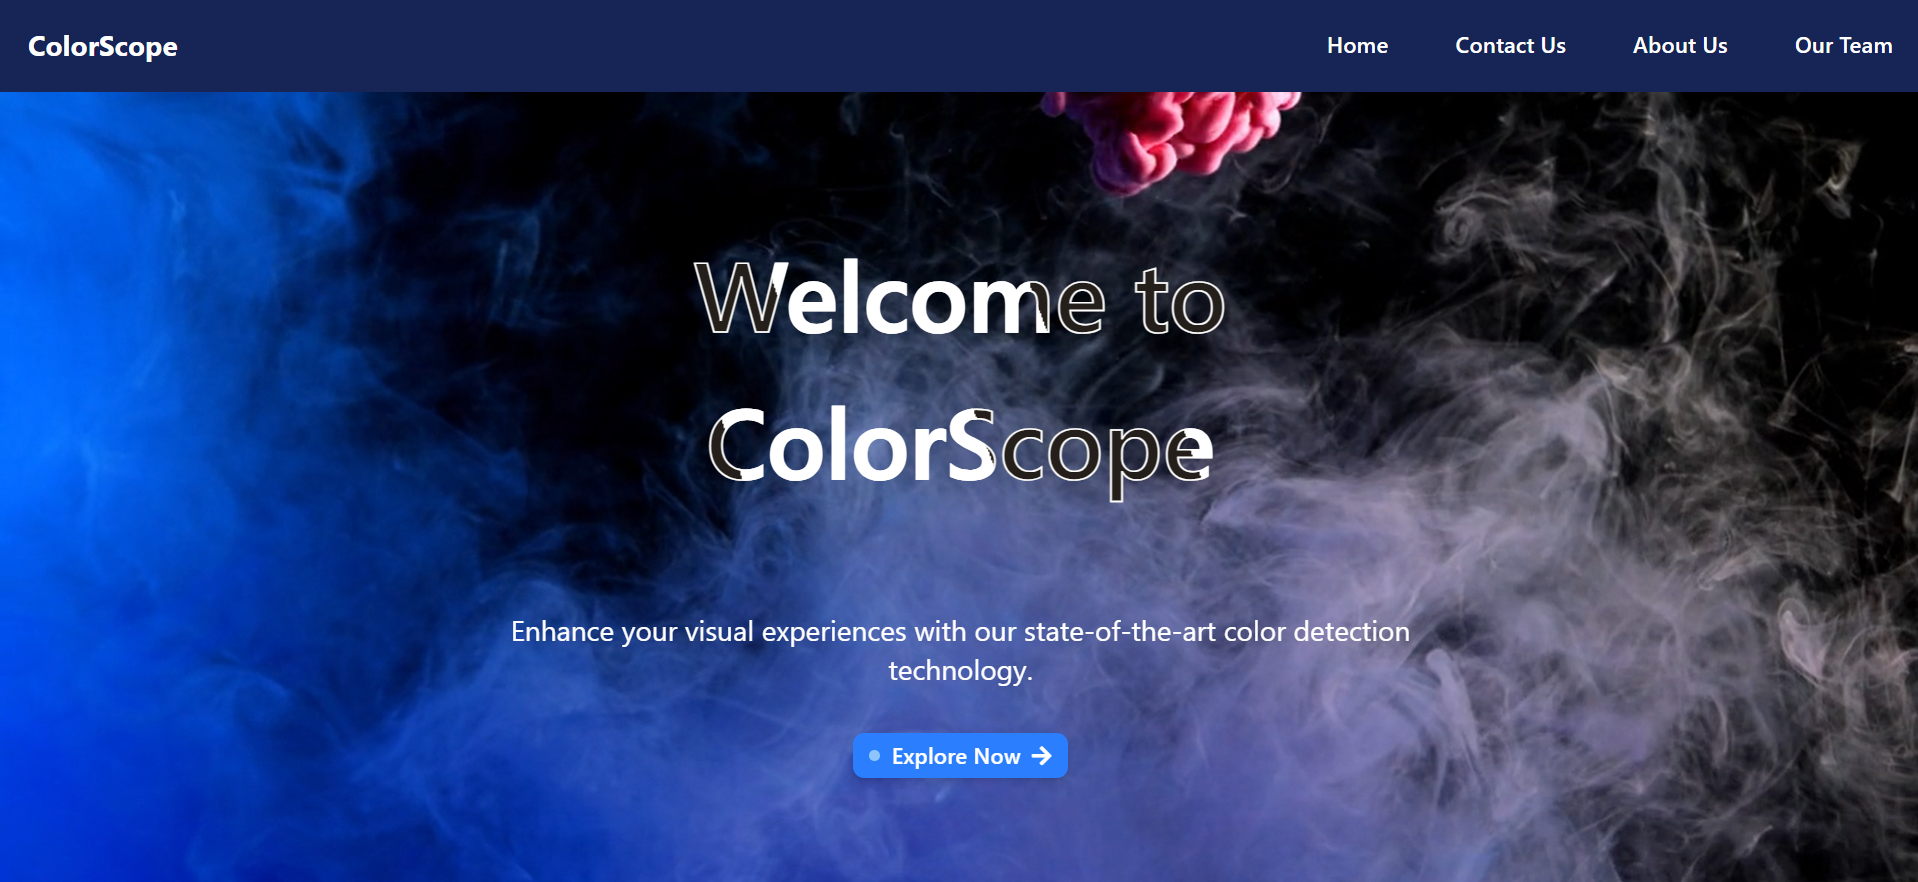 ColorScope
Home Contact Us About Us Our Team
Welcome to
ColorScope
Enhance your visual experiences with our state-of-the-art color detection
technology.
Explore Now